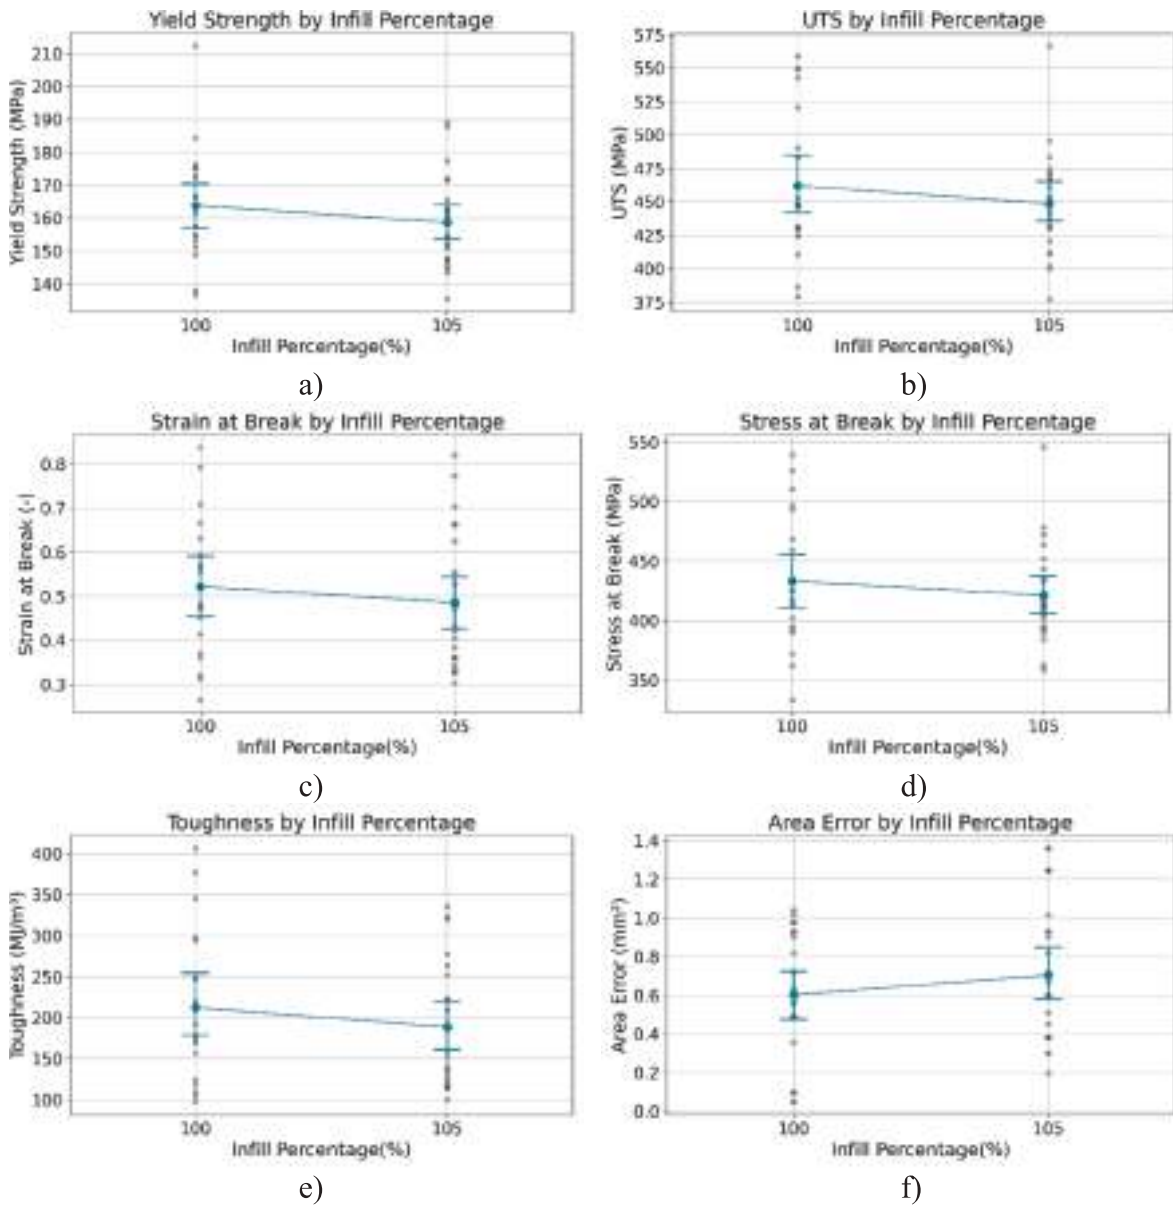 Yield Strength by Infill Percentage
Yield Strength (MPa)
210
200
190
180
170
160
150
140
100 105
Infill Percentage(%)
a)
UTS by Infill Percentage
UTS (MPa)
575
550
525
500
475
450
425
400
375
100 105
Infill Percentage(%)
b)
Strain at Break by Infill Percentage
Strain at Break (-)
0.8
0.7
0.6
0.5
0.4
0.3
100 105
Infill Percentage(%)
c)
Stress at Break by Infill Percentage
Stress at Break (MPa)
550
500
450
400
350
100 105
Infill Percentage(%)
d)
Toughness by Infill Percentage
Toughness (MJ/m³)
400
350
300
250
200
150
100
100 105
Infill Percentage(%)
e)
Area Error by Infill Percentage
Area Error (mm²)
1.4
1.2
1.0
0.8
0.6
0.4
0.2
0.0
100 105
Infill Percentage(%)
f)